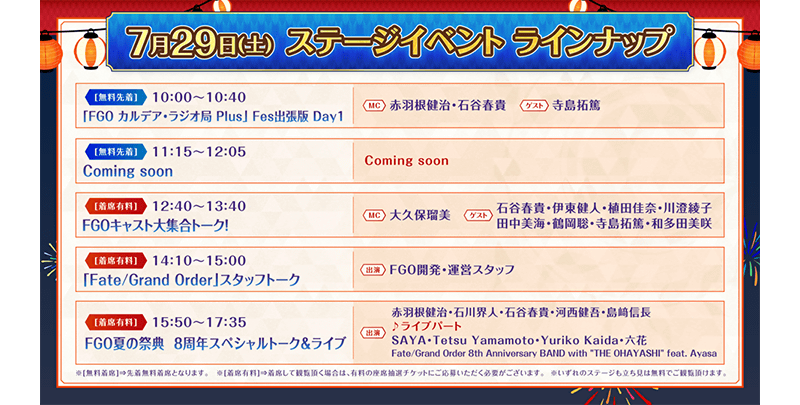 7月29日(土) ステージイベント ラインナップ
[無料先着] 10:00～10:40
「FGO カルデア・ラジオ局 Plus」 Fes出張版 Day1
MC 赤羽根健治・石谷春貴 ゲスト 寺島拓篤
[無料先着] 11:15～12:05
Coming soon
Coming soon
[着席有料] 12:40～13:40
FGOキャスト大集合トーク!
MC 大久保瑠美 ゲスト 石谷春貴・伊東健人・植田佳奈・川澄綾子
田中美海・鶴岡聡・寺島拓篤・和多田美咲
[着席有料] 14:10～15:00
「Fate/Grand Order」スタッフトーク
出演 FGO開発・運営スタッフ
[着席有料] 15:50～17:35
FGO夏の祭典 8周年スペシャルトーク&ライブ
出演 赤羽根健治・石川界人・石谷春貴・河西健吾・島﨑信長
♪ライブパート
SAYA・Tetsu Yamamoto・Yuriko Kaida・六花
Fate/Grand Order 8th Anniversary BAND with "THE OHAYASHI" feat. Ayasa
※[無料着席]⇒先着無料着席となります。 ※[着席有料]⇒着席して観覧頂く場合は、有料の座席抽選チケットにご応募いただく必要がございます。 ※いずれのステージも立ち見は無料でご観覧頂けます。